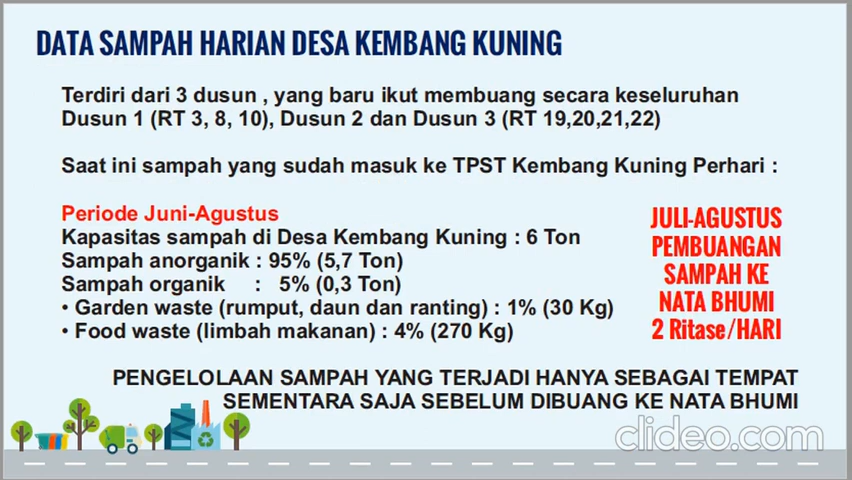 DATA SAMPAH HARIAN DESA KEMBANG KUNING
Terdiri dari 3 dusun , yang baru ikut membuang secara keseluruhan
Dusun 1 (RT 3, 8, 10), Dusun 2 dan Dusun 3 (RT 19,20,21,22)
Saat ini sampah yang sudah masuk ke TPST Kembang Kuning Perhari :
Periode Juni-Agustus
Kapasitas sampah di Desa Kembang Kuning : 6 Ton
Sampah anorganik : 95% (5,7 Ton)
Sampah organik : 5% (0,3 Ton)
• Garden waste (rumput, daun dan ranting) : 1% (30 Kg)
• Food waste (limbah makanan) : 4% (270 Kg)
JULI-AGUSTUS
PEMBUANGAN
SAMPAH KE
NATA BHUMI
2 Ritase/HARI
PENGELOLAAN SAMPAH YANG TERJADI HANYA SEBAGAI TEMPAT
SEMENTARA SAJA SEBELUM DIBUANG KE NATA BHUMI
clideo.com